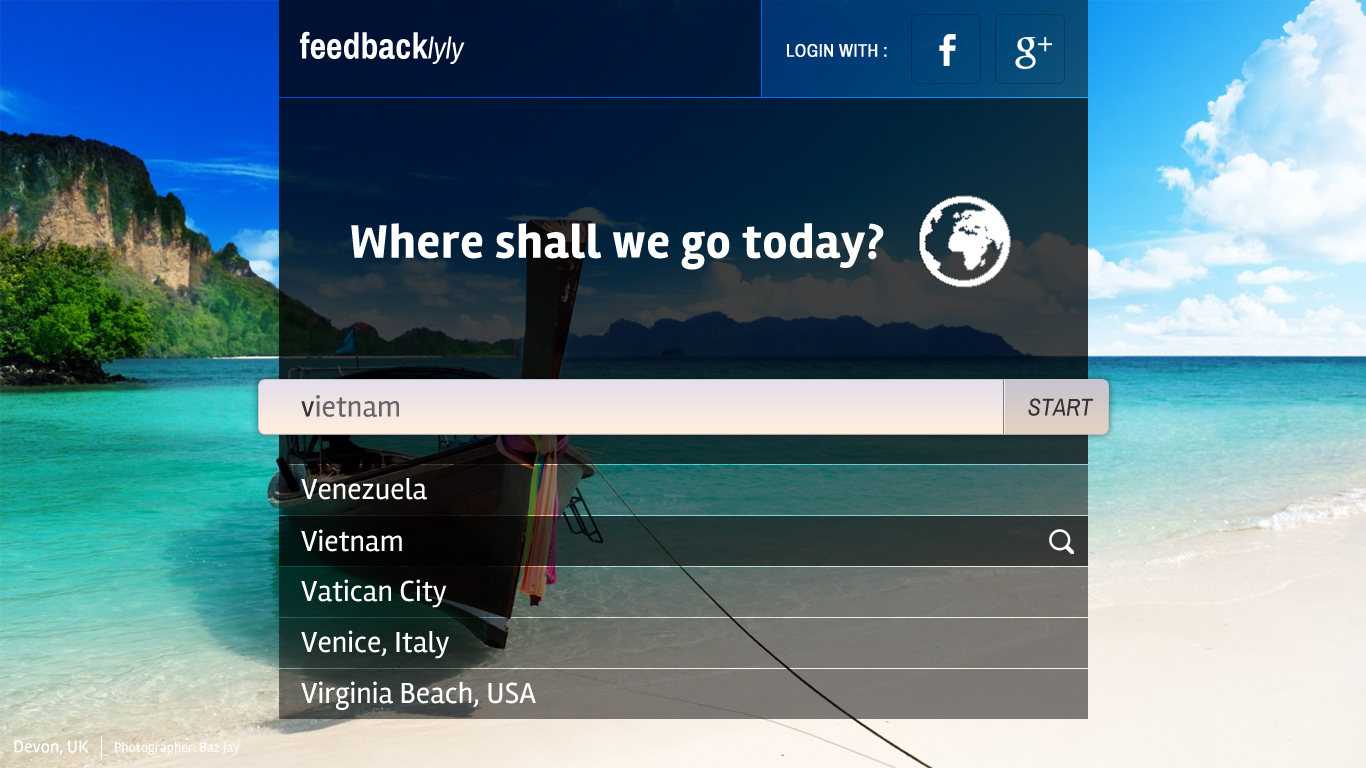 feedbacklyly
LOGIN WITH :
f
g+
Where shall we go today?
vietnam
START
Venezuela
Vietnam
Vatican City
Venice, Italy
Virginia Beach, USA
Devon, UK
Photographer: Baz Jay